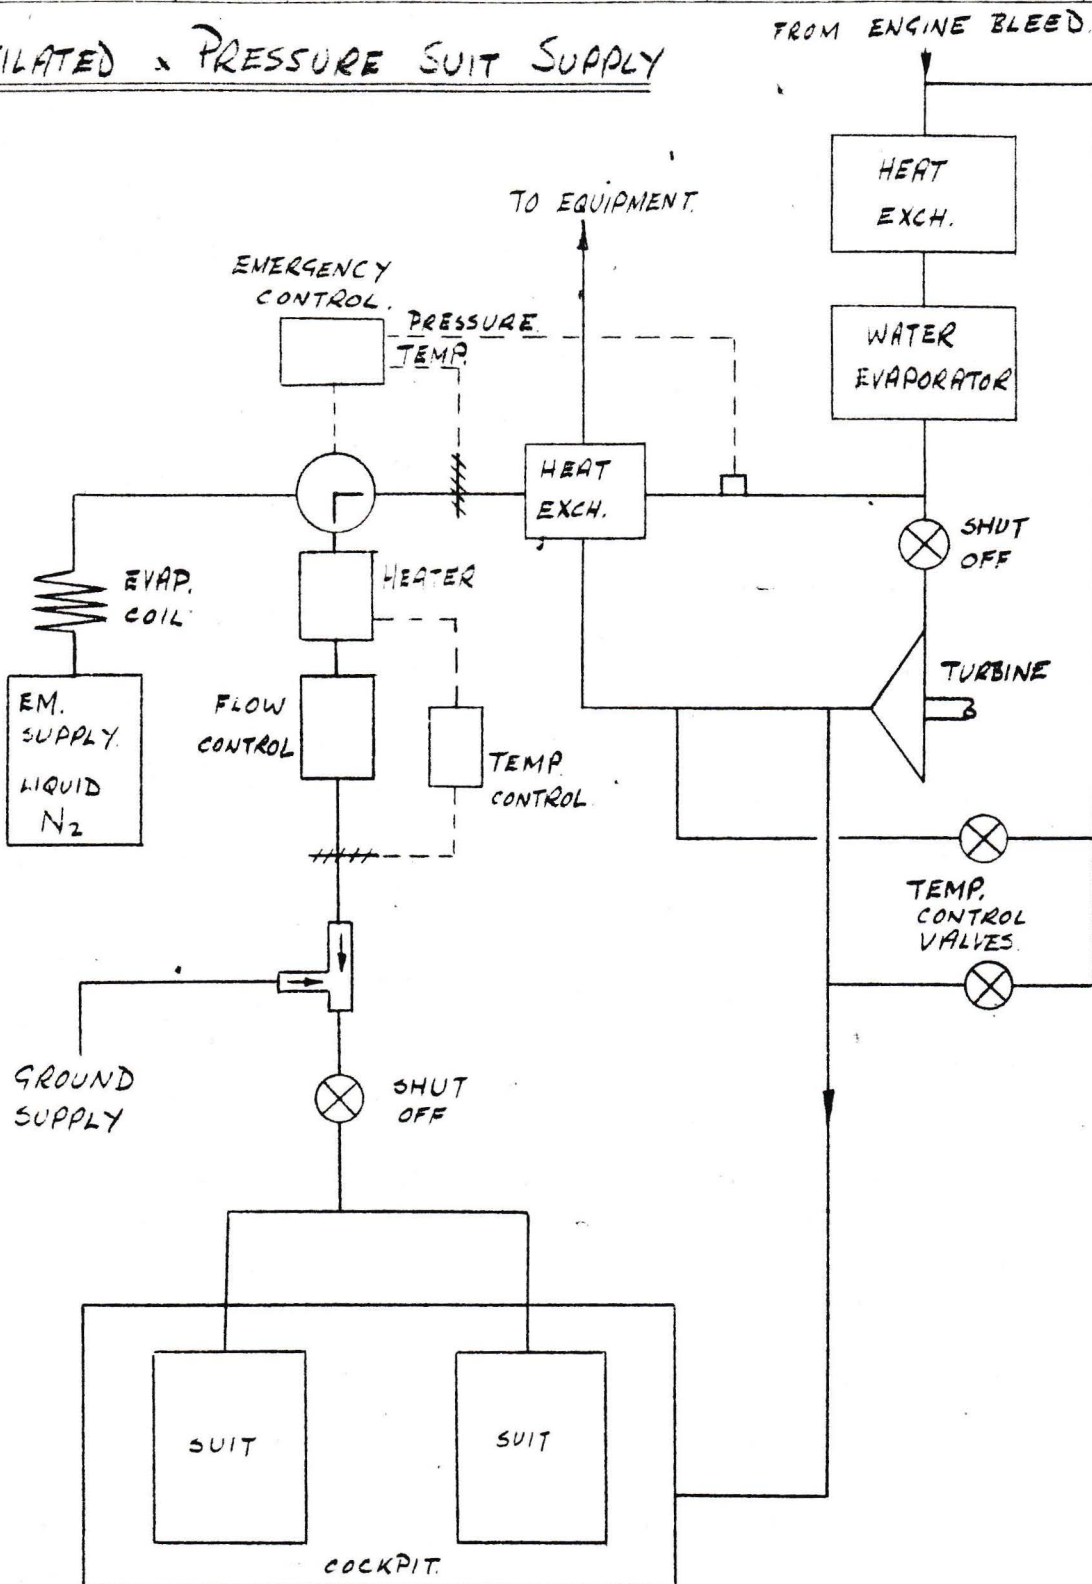 ILATED & PRESSURE SUIT SUPPLY
FROM ENGINE BLEED.
HEAT
EXCH.
TO EQUIPMENT.
EMERGENCY
CONTROL.
PRESSURE
TEMP.
WATER
EVAPORATOR
HEAT
EXCH.
SHUT
OFF
EVAP.
COIL
HEATER
TURBINE
EM.
SUPPLY.
LIQUID
N2
FLOW
CONTROL
TEMP.
CONTROL.
TEMP.
CONTROL
VALVES.
GROUND
SUPPLY
SHUT
OFF
SUIT
SUIT
COCKPIT.